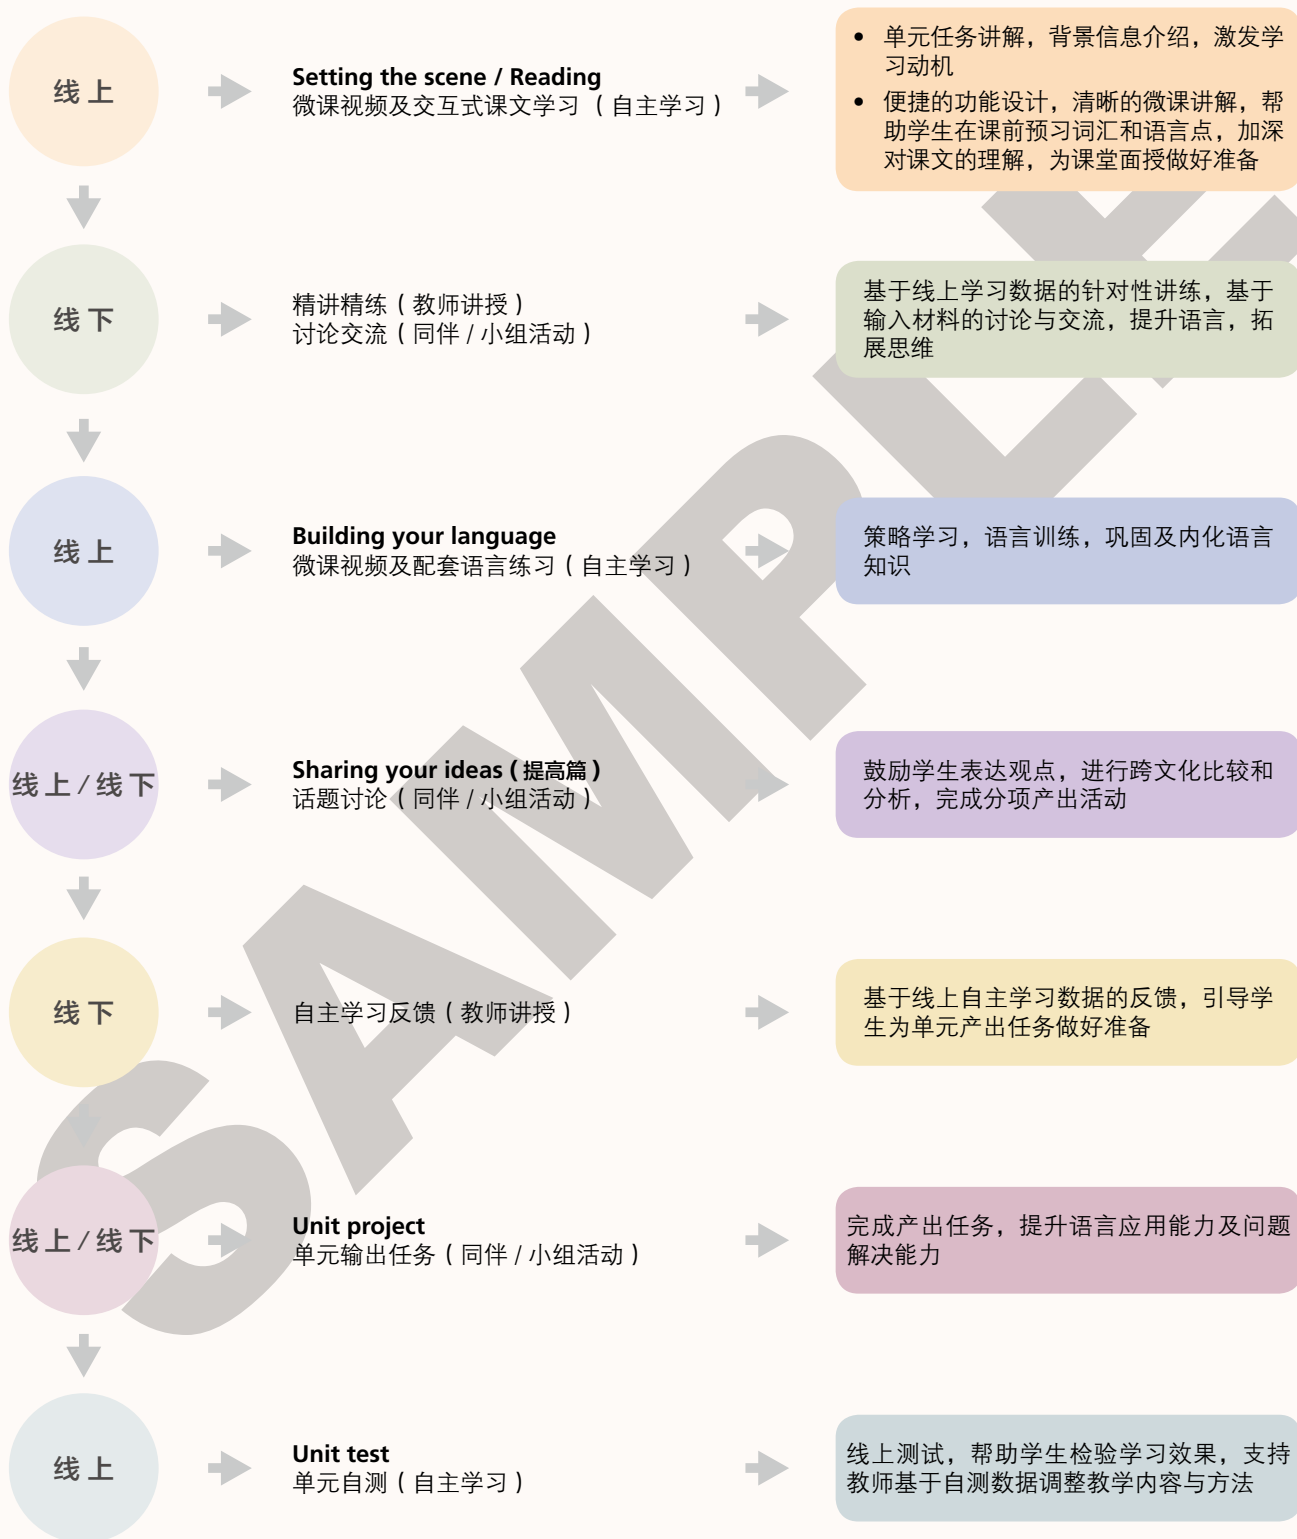 线上
Setting the scene / Reading
微课视频及交互式课文学习 (自主学习)
• 单元任务讲解，背景信息介绍，激发学
习动机
• 便捷的功能设计，清晰的微课讲解，帮
助学生在课前预习词汇和语言点，加深
对课文的理解，为课堂面授做好准备
线下
精讲精练 (教师讲授)
讨论交流 (同伴 / 小组活动)
基于线上学习数据的针对性讲练，基于
输入材料的讨论与交流，提升语言，拓
展思维
线上
Building your language
微课视频及配套语言练习 (自主学习)
策略学习，语言训练，巩固及内化语言
知识
线上 / 线下
Sharing your ideas (提高篇)
话题讨论 (同伴 / 小组活动)
鼓励学生表达观点，进行跨文化比较和
分析，完成分项产出活动
线下
自主学习反馈 (教师讲授)
基于线上自主学习数据的反馈，引导学
生为单元产出任务做好准备
线上 / 线下
Unit project
单元输出任务 (同伴 / 小组活动)
完成产出任务，提升语言应用能力及问题
解决能力
线上
Unit test
单元自测 (自主学习)
线上测试，帮助学生检验学习效果，支持
教师基于自测数据调整教学内容与方法
SAMPLE